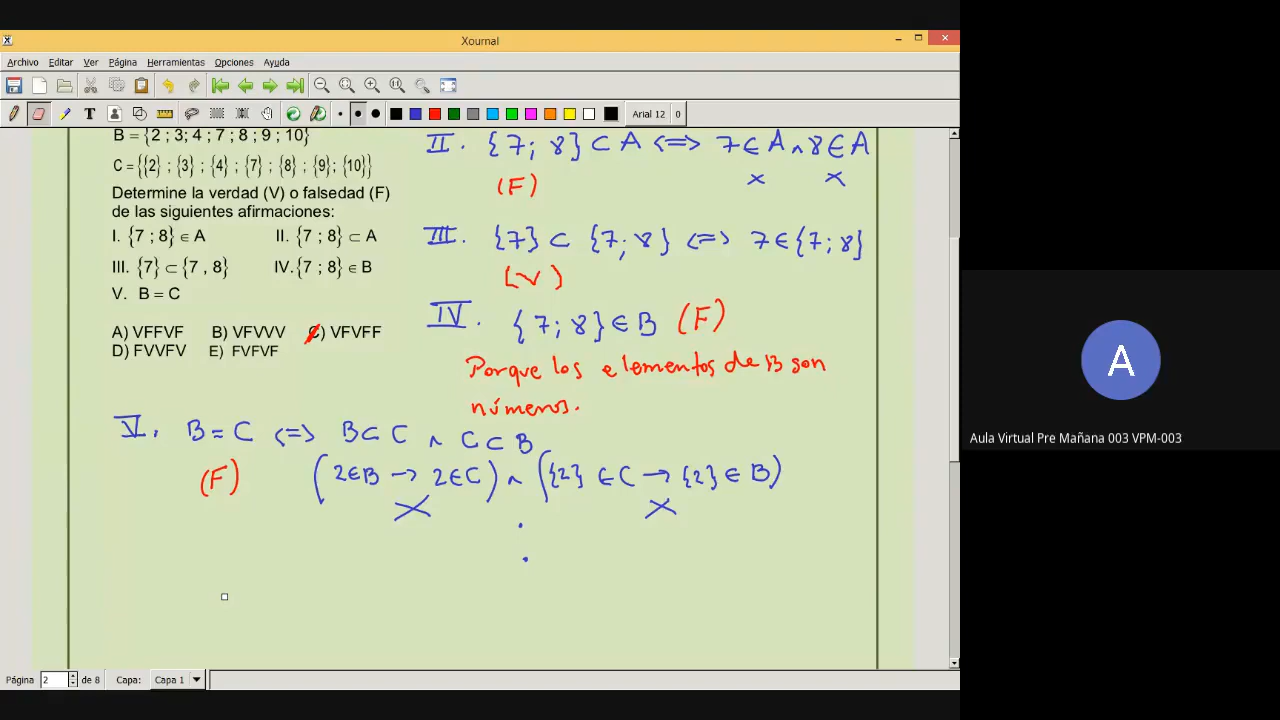 Xournal
Archivo Editar Ver Página Herramientas Opciones Ayuda
Arial 12 0
B = {2 ; 3; 4 ; 7 ; 8 ; 9 ; 10}
C = {{2} ; {3} ; {4} ; {7} ; {8} ; {9} ; {10}}
Determine la verdad (V) o falsedad (F)
de las siguientes afirmaciones:
I. {7 ; 8} ∈ A II. {7 ; 8} ⊂ A
III. {7} ⊂ {7 , 8} IV. {7 ; 8} ∈ B
V. B = C
A) VFFVF B) VFVVV C) VFVFF
D) FVVFV E) FVFVF
II. {7; 8} ⊂ A <=> 7 ∈ A ∧ 8 ∈ A
(F) x x
III. {7} ⊂ {7; 8} <=> 7 ∈ {7; 8}
(V)
IV. {7; 8} ∈ B (F)
Porque los elementos de B son
números.
V. B = C <=> B ⊂ C ∧ C ⊂ B
(F) (2 ∈ B → 2 ∈ C) ∧ ({2} ∈ C → {2} ∈ B)
X X
Página 2 de 8 Capa: Capa 1
A
Aula Virtual Pre Mañana 003 VPM-003